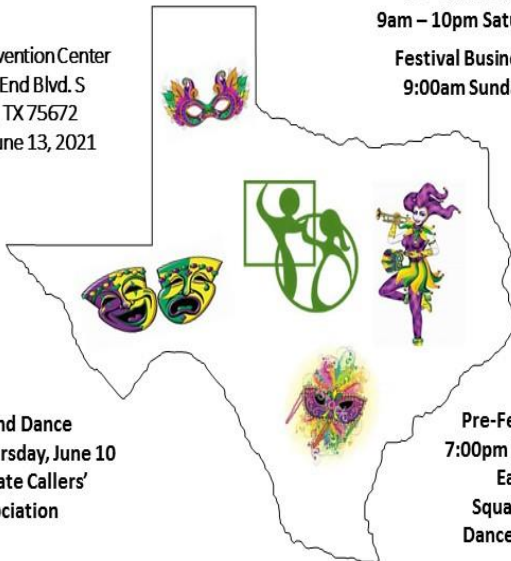 9am – 10pm Satu
Festival Busine
9:00am Sunda
vention Center
End Blvd. S
TX 75672
une 13, 2021
nd Dance
rsday, June 10
ate Callers’
ciation
Pre-Fe
7:00pm
Ea
Squa
Dance